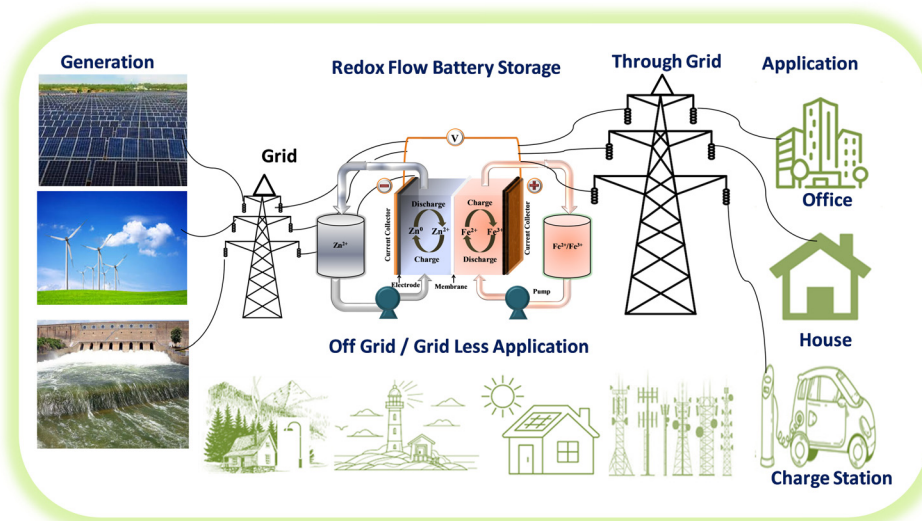 Generation
Redox Flow Battery Storage
Through Grid
Application
Grid
V
Office
Zn²⁺
Current Collector
Discharge
Zn⁰ Zn²⁺
Charge
Charge
Fe²⁺ Fe³⁺
Discharge
Current Collector
Fe²⁺/Fe³⁺
Electrode
Membrane
Pump
House
Off Grid / Grid Less Application
Charge Station